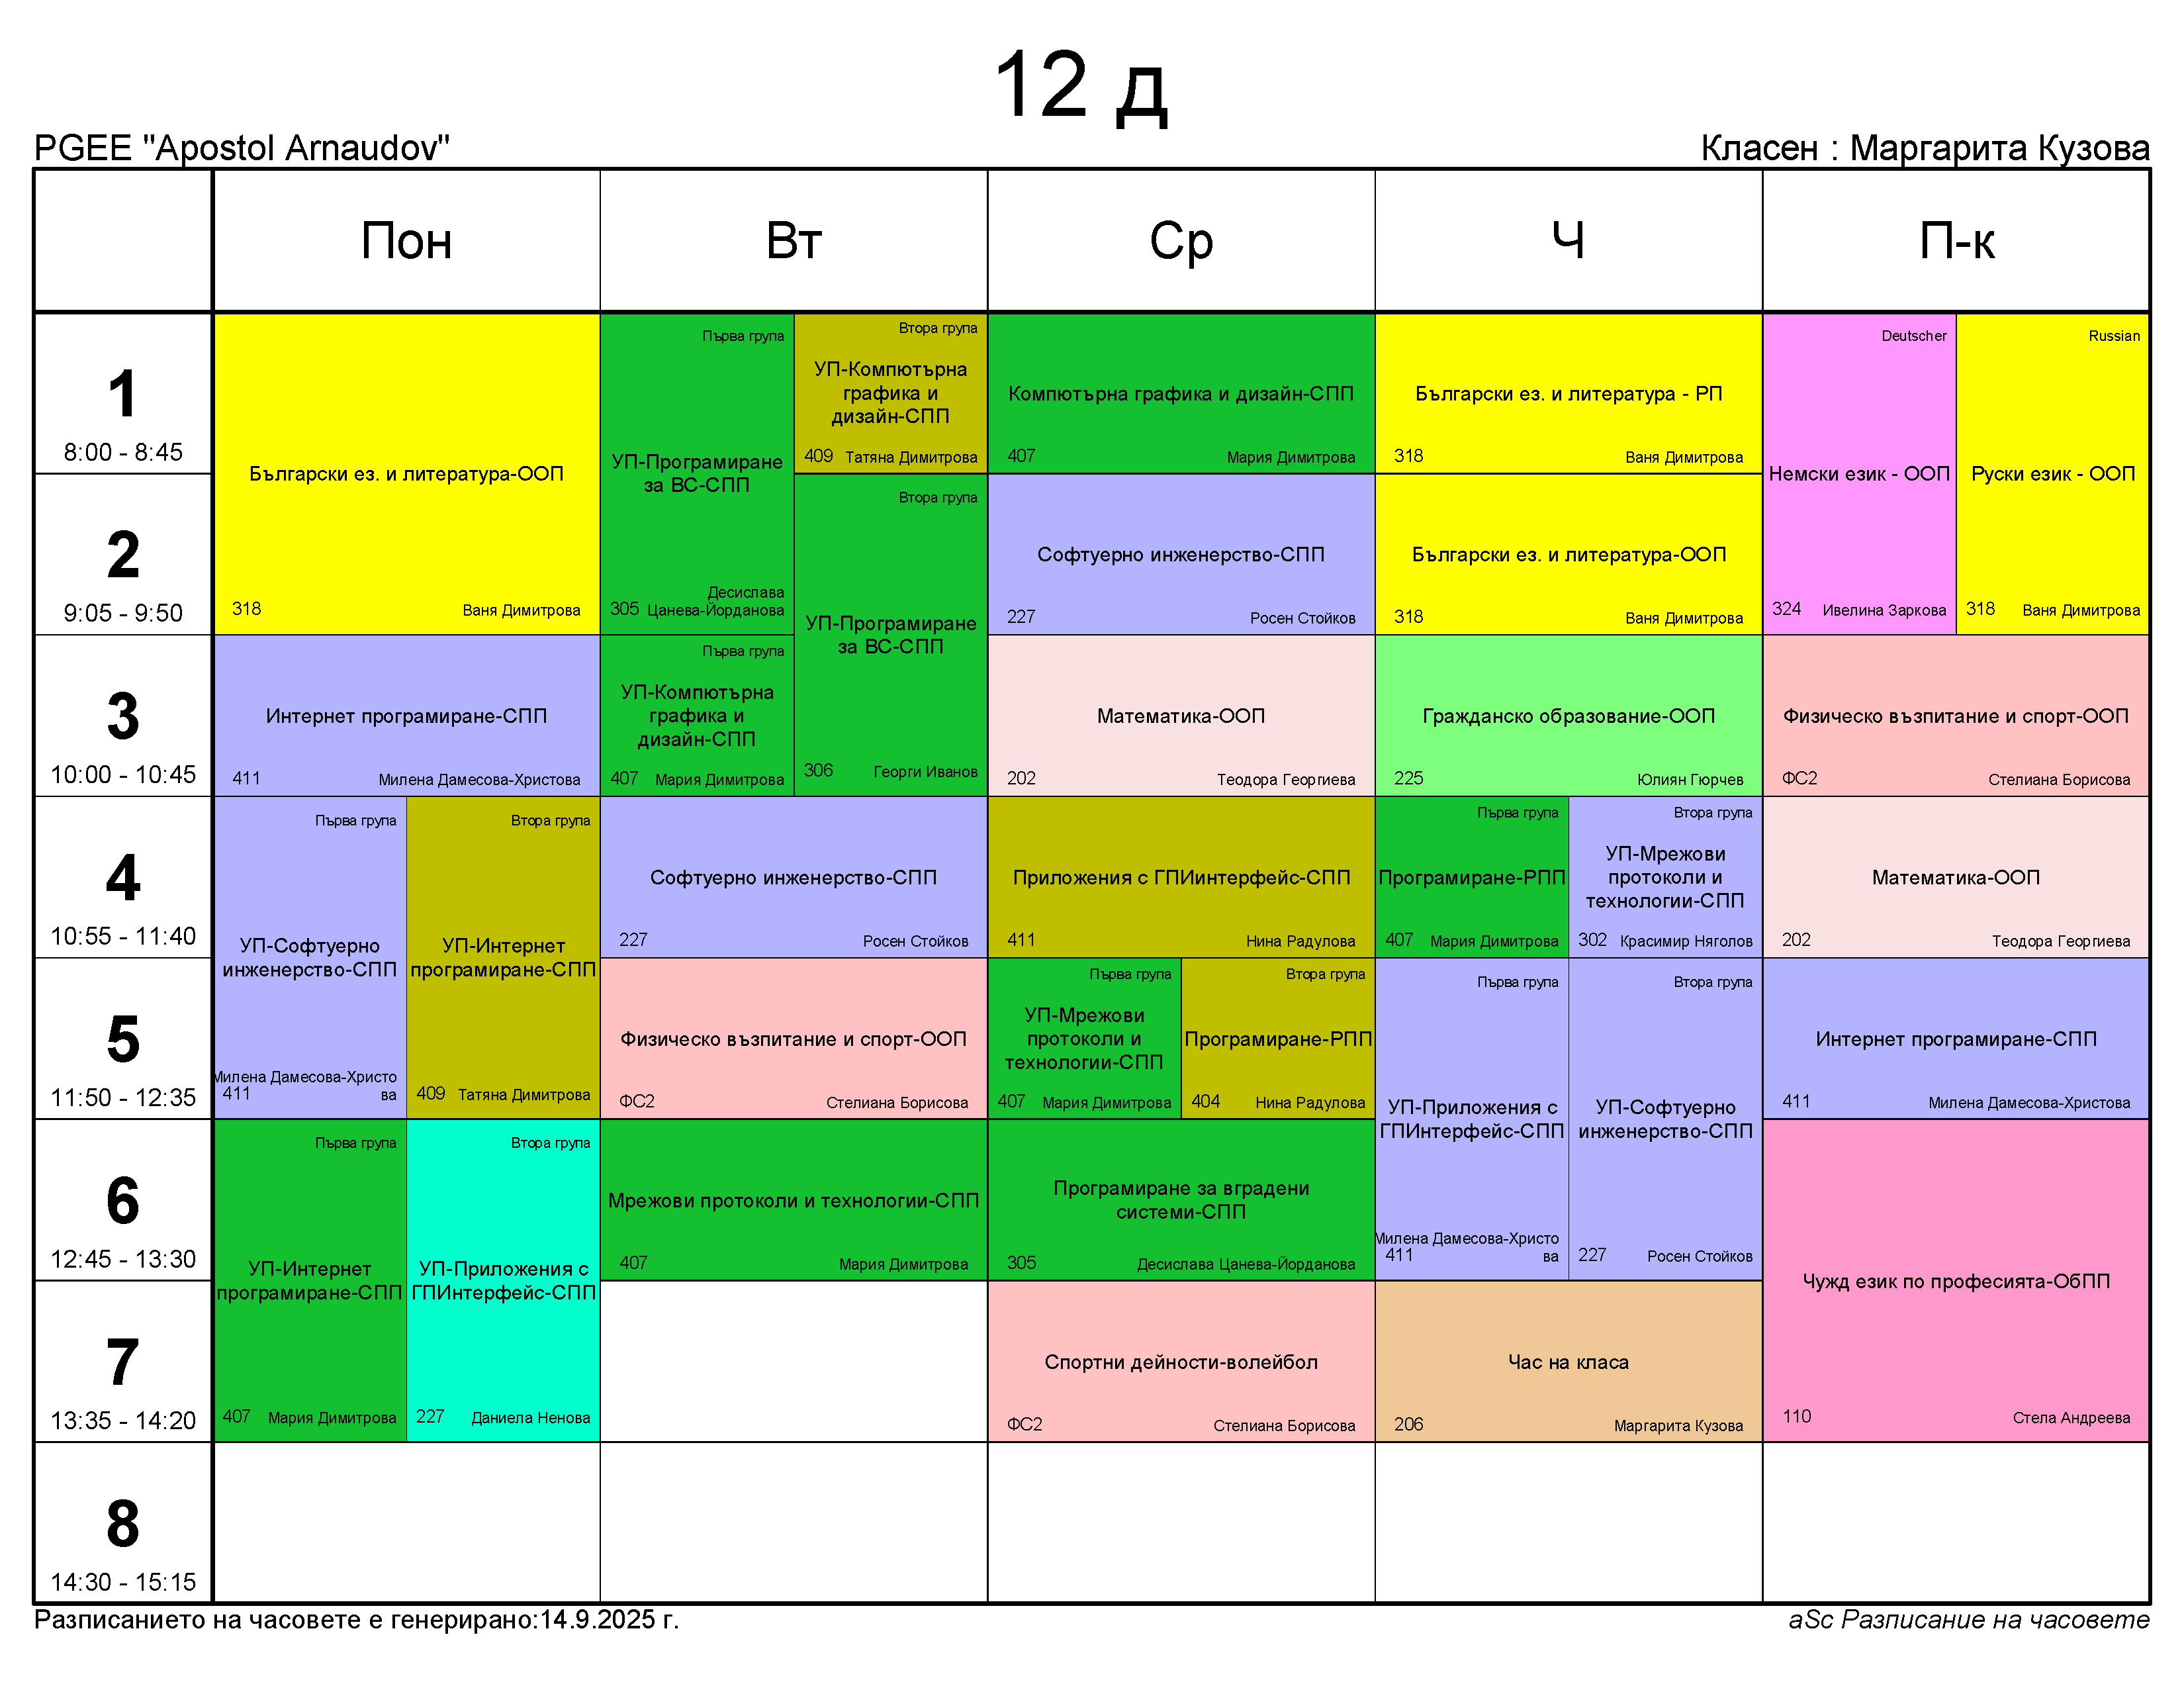 12 д
PGEE "Apostol Arnaudov"
Класен : Маргарита Кузова
Пон
Вт
Ср
Ч
П-к
1
8:00 - 8:45
Български ез. и литература-ООП
318
Ваня Димитрова
Първа група
УП-Програмиране
за ВС-СПП
Десислава
305 Цанева-Йорданова
Втора група
УП-Компютърна
графика и
дизайн-СПП
409 Татяна Димитрова
Компютърна графика и дизайн-СПП
407
Мария Димитрова
Български ез. и литература - РП
318
Ваня Димитрова
Deutscher
Немски език - ООП
324 Ивелина Заркова
Russian
Руски език - ООП
318 Ваня Димитрова
2
9:05 - 9:50
Втора група
УП-Програмиране
за ВС-СПП
306 Георги Иванов
Софтуерно инженерство-СПП
227
Росен Стойков
Български ез. и литература-ООП
318
Ваня Димитрова
3
10:00 - 10:45
Интернет програмиране-СПП
411
Милена Дамесова-Христова
Първа група
УП-Компютърна
графика и
дизайн-СПП
407 Мария Димитрова
Математика-ООП
202
Теодора Георгиева
Гражданско образование-ООП
225
Юлиян Гюрчев
Физическо възпитание и спорт-ООП
ФС2
Стелиана Борисова
4
10:55 - 11:40
Първа група
УП-Софтуерно
инженерство-СПП
Милена Дамесова-Христо
411 ва
Втора група
УП-Интернет
програмиране-СПП
409 Татяна Димитрова
Софтуерно инженерство-СПП
227
Росен Стойков
Приложения с ГПИинтерфейс-СПП
411
Нина Радулова
Първа група
Програмиране-РПП
407 Мария Димитрова
Втора група
УП-Мрежови
протоколи и
технологии-СПП
302 Красимир Няголов
Математика-ООП
202
Теодора Георгиева
5
11:50 - 12:35
Физическо възпитание и спорт-ООП
ФС2
Стелиана Борисова
Първа група
УП-Мрежови
протоколи и
технологии-СПП
407 Мария Димитрова
Втора група
Програмиране-РПП
404 Нина Радулова
Първа група
УП-Приложения с
ГПИнтерфейс-СПП
Милена Дамесова-Христо
411 ва
Втора група
УП-Софтуерно
инженерство-СПП
227 Росен Стойков
Интернет програмиране-СПП
411
Милена Дамесова-Христова
6
12:45 - 13:30
Първа група
УП-Интернет
програмиране-СПП
407 Мария Димитрова
Втора група
УП-Приложения с
ГПИнтерфейс-СПП
227 Даниела Ненова
Мрежови протоколи и технологии-СПП
407
Мария Димитрова
Програмиране за вградени
системи-СПП
305
Десислава Цанева-Йорданова
Чужд език по професията-ОбПП
110
Стела Андреева
7
13:35 - 14:20
Спортни дейности-волейбол
ФС2
Стелиана Борисова
Час на класа
206
Маргарита Кузова
8
14:30 - 15:15
Разписанието на часовете е генерирано:14.9.2025 г.
aSc Разписание на часовете